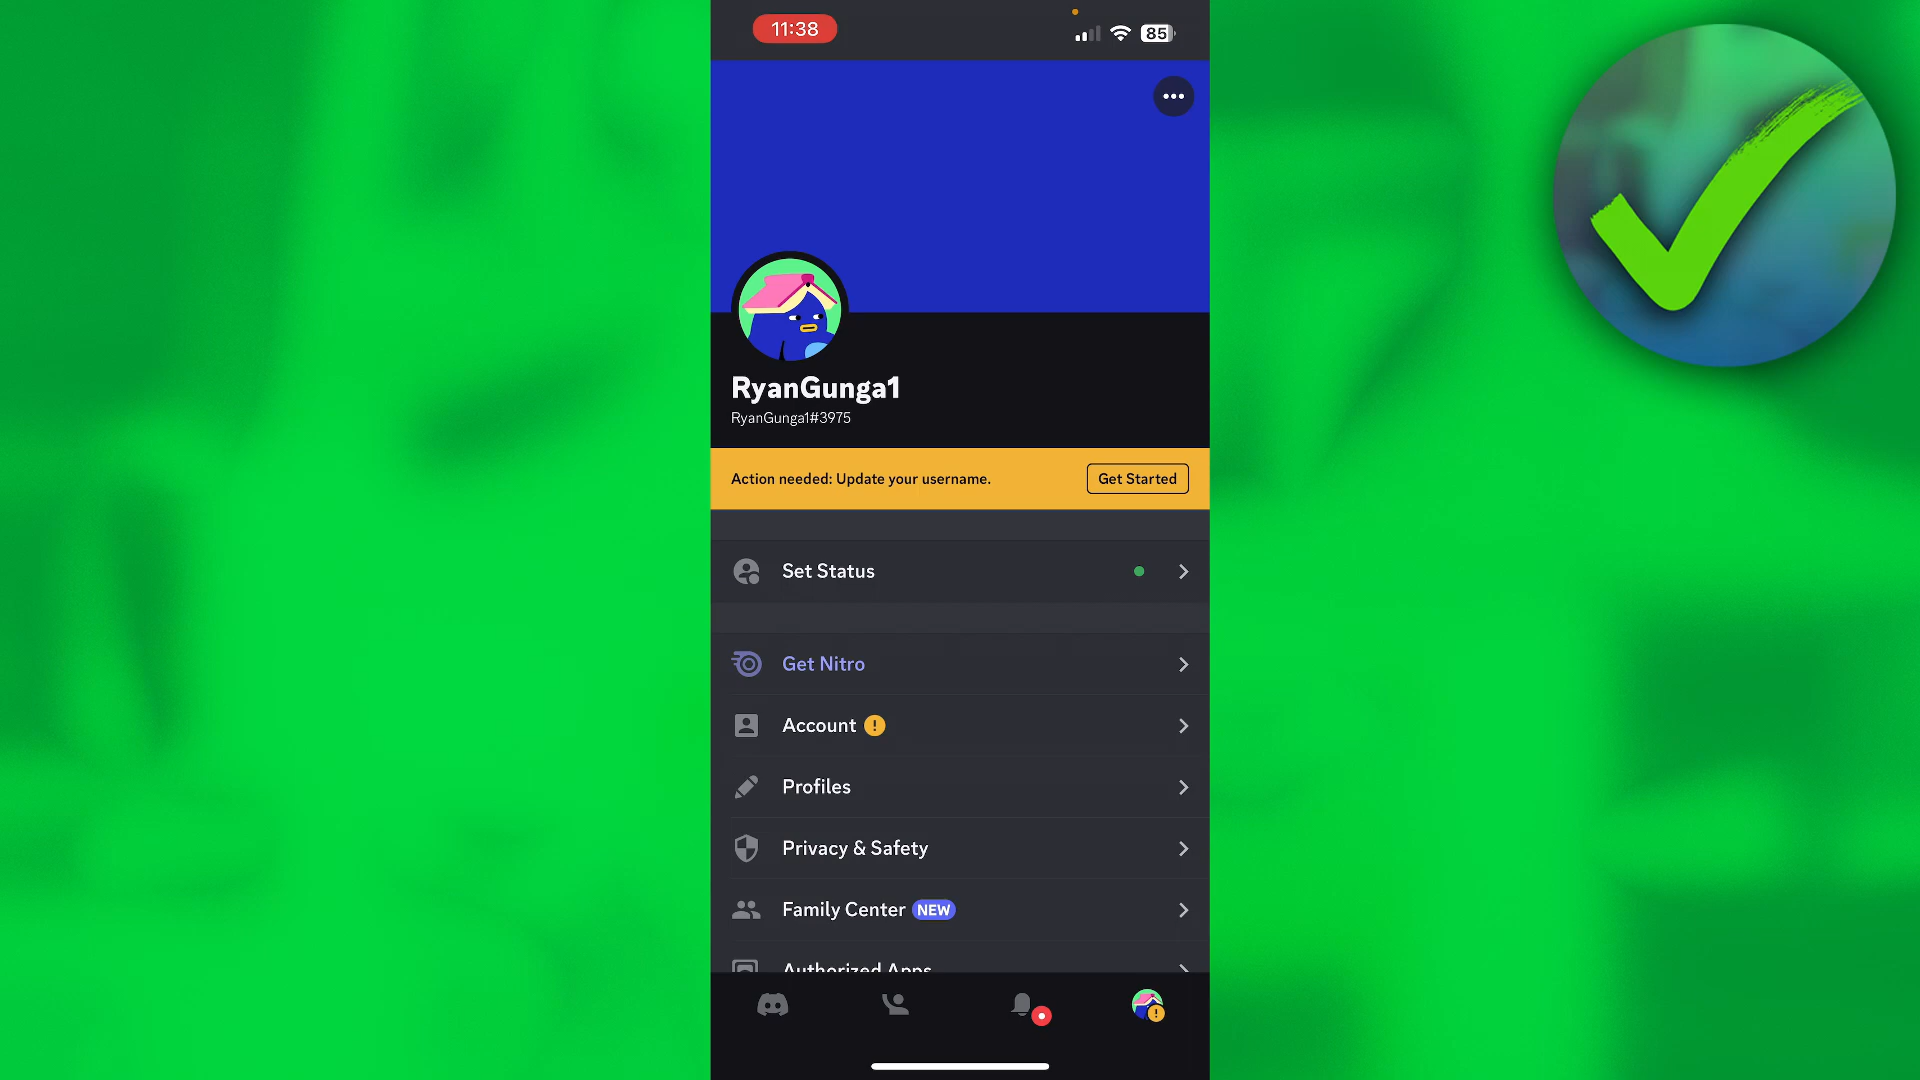 11:38
85
RyanGunga1
RyanGunga1#3975
Action needed: Update your username.
Get Started
Set Status
Get Nitro
Account
Profiles
Privacy & Safety
Family Center NEW
Authorized Apps